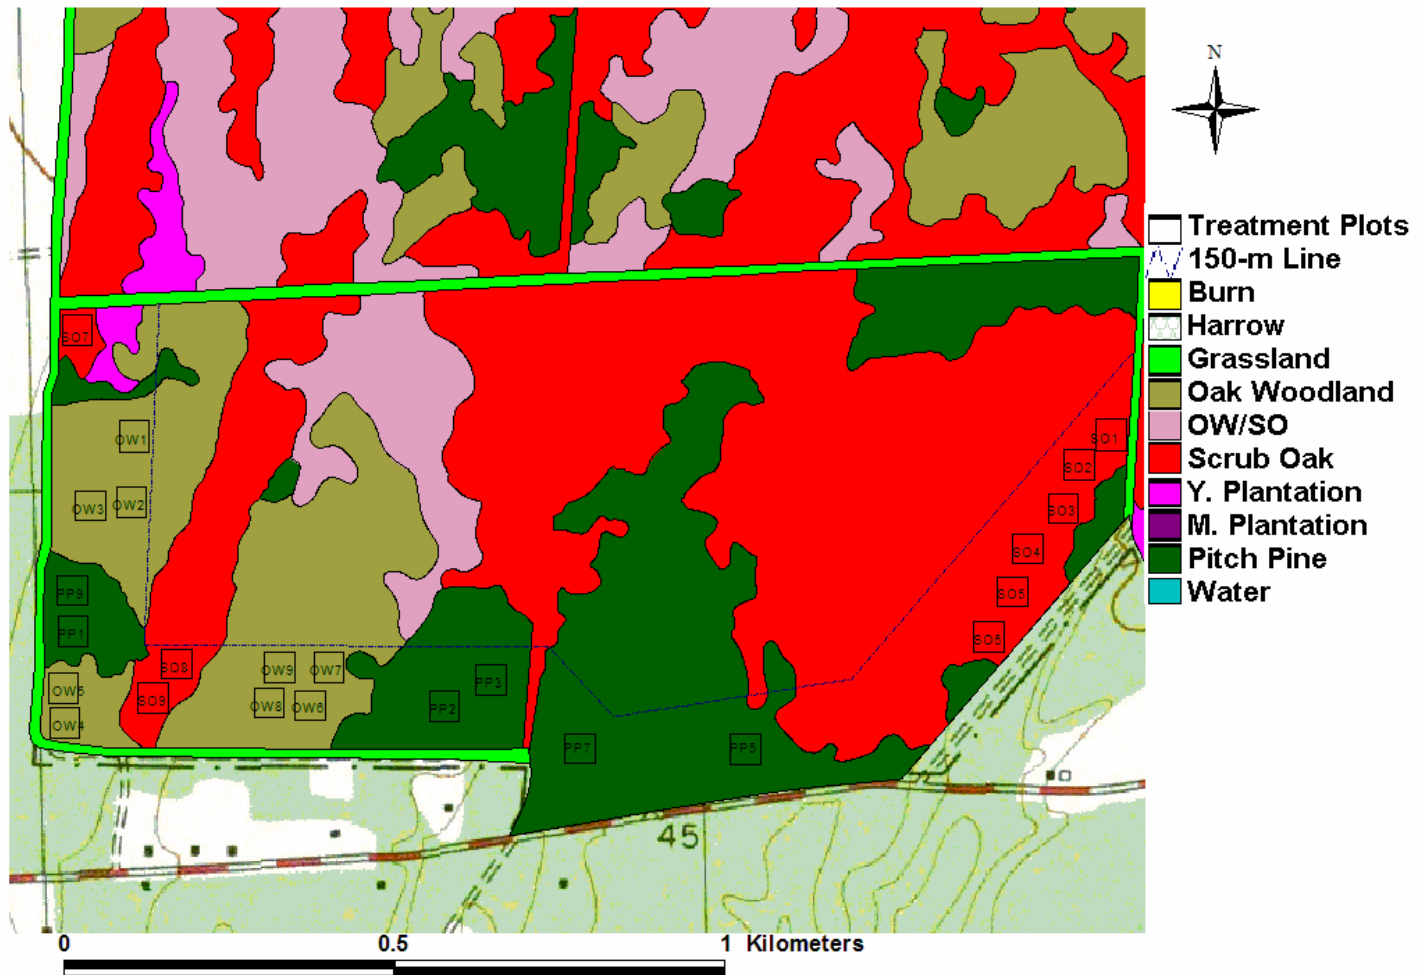 N
Treatment Plots
150-m Line
Burn
Harrow
Grassland
Oak Woodland
OW/SO
Scrub Oak
Y. Plantation
M. Plantation
Pitch Pine
Water
SO7
OW1
OW3
OW2
SO1
SO2
SO3
SO4
SO5
SO6
PP9
PP1
OW5
OW4
SO8
SO9
OW9
OW7
OW8
OW6
PP3
PP2
PP7
PP5
45
0 0.5 1 Kilometers